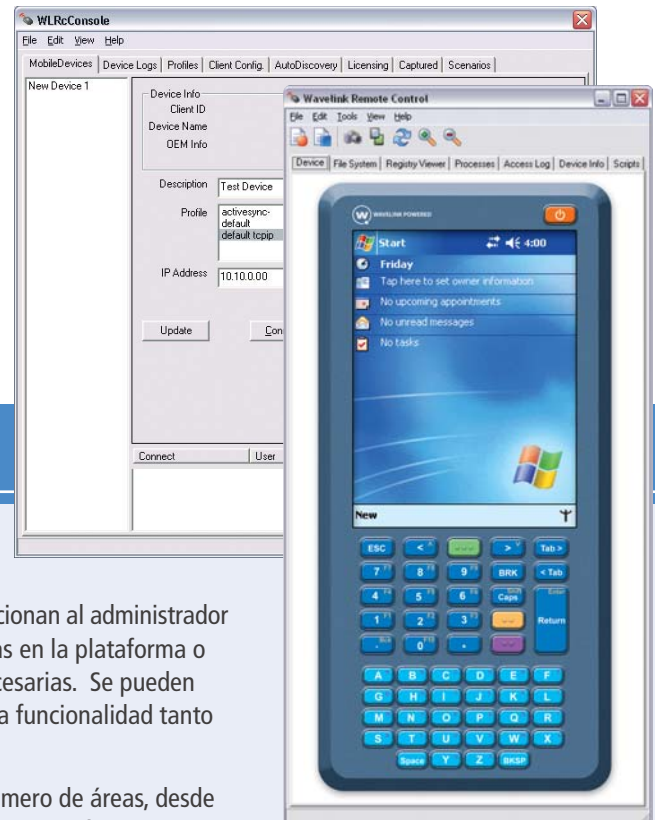 WLRcConsole
File Edit View Help
MobileDevices Device Logs Profiles Client Config. AutoDiscovery Licensing Captured Scenarios
New Device 1
Device Info
Client ID
Device Name
OEM Info
Description Test Device
Profile activesync-
default
default tcpip
IP Address 10.10.0.00
Update
Connect User
Wavelink Remote Control
File Edit Tools View Help
Device File System Registry Viewer Processes Access Log Device Info Scripts
WAVELINK POWERED
Start 4:00
Friday
Tap here to set owner information
No upcoming appointments
No unread messages
No tasks
New
ESC < ^ > v Tab >
7 8 9 BRK < Tab
4 5 6 Caps Enter
1 2 3 Return
0 .
A B C D E F
G H I J K L
M N O P Q R
S T U V W X
Space Y Z BKSP
cionan al administrador
as en la plataforma o
cesarias. Se pueden
a funcionalidad tanto
mero de áreas, desde